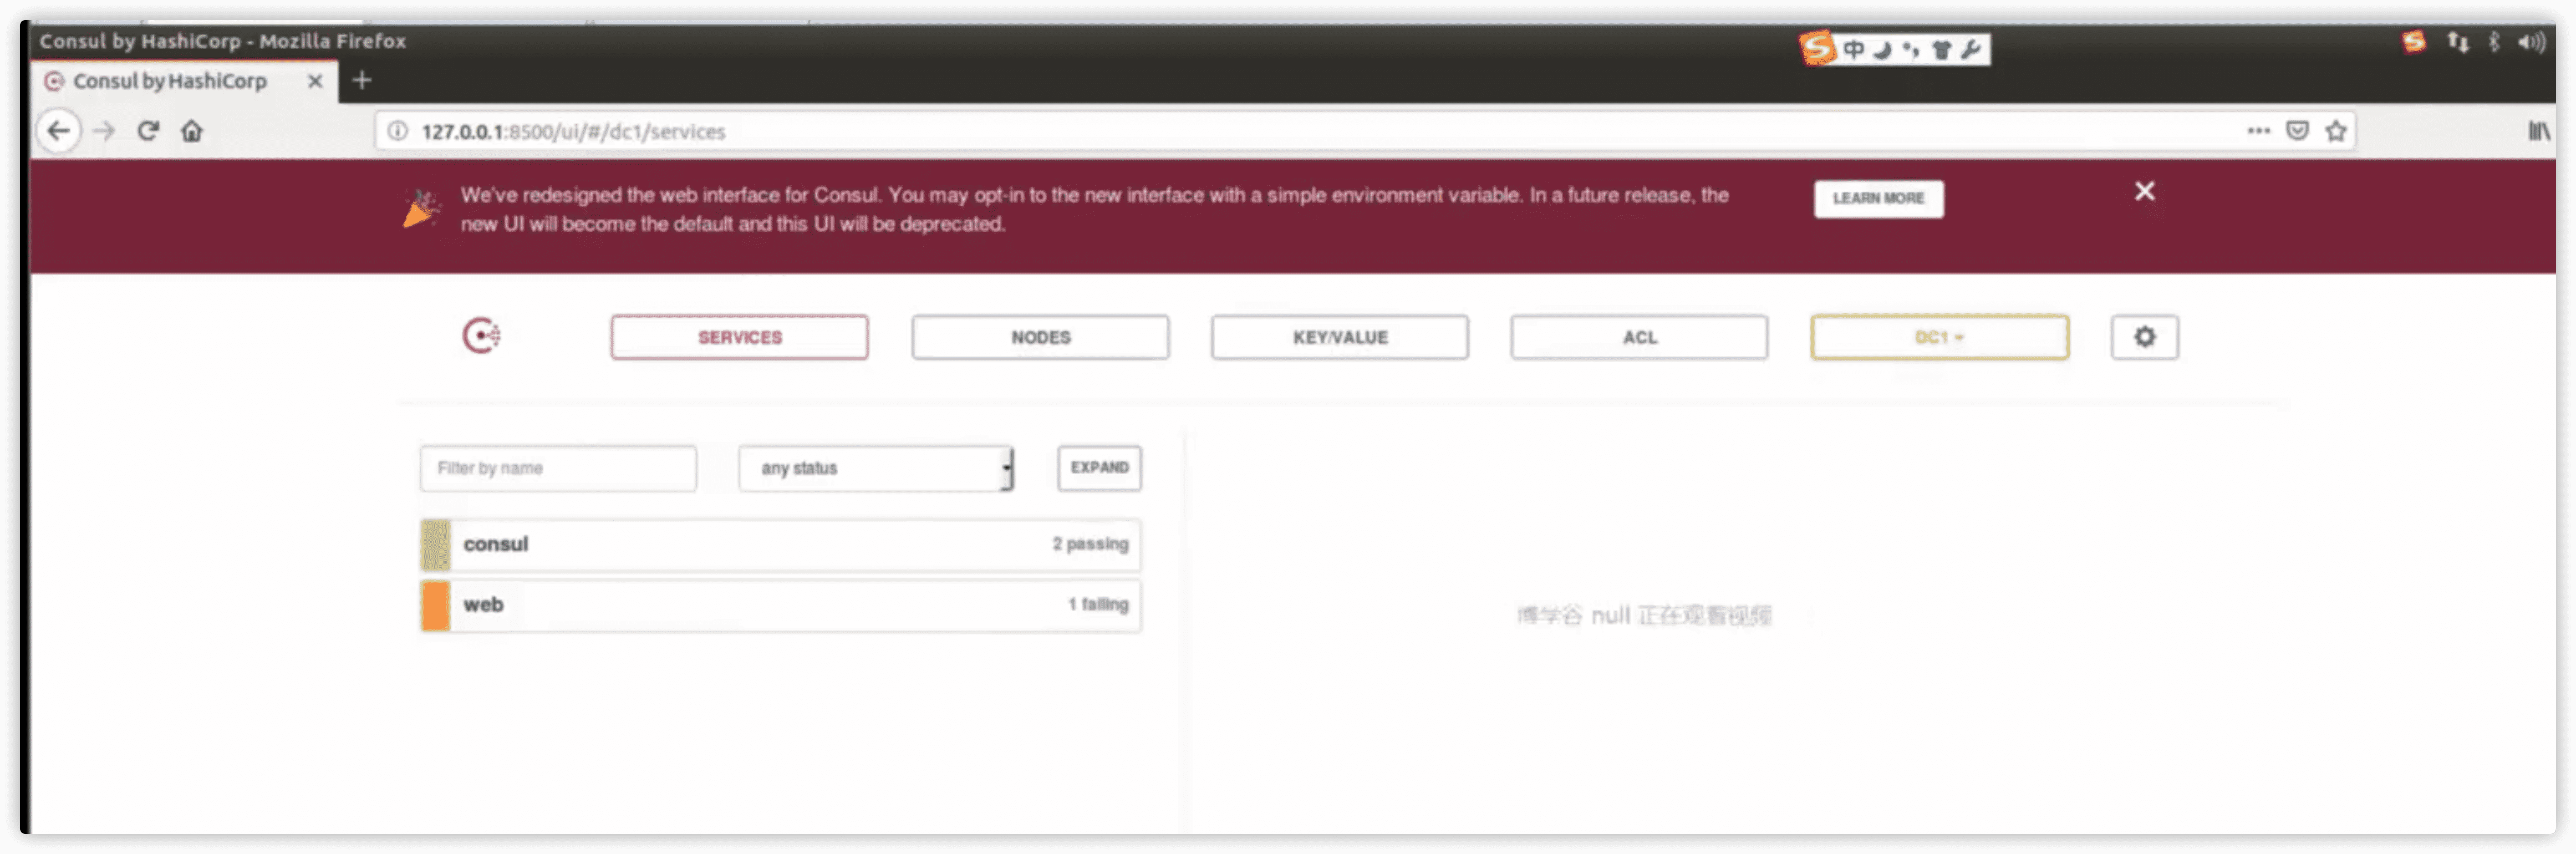 Consul by HashiCorp - Mozilla Firefox
中
Consul by HashiCorp
127.0.0.1:8500/ui/#/dc1/services
We've redesigned the web interface for Consul. You may opt-in to the new interface with a simple environment variable. In a future release, the
new UI will become the default and this UI will be deprecated.
LEARN MORE
SERVICES
NODES
KEY/VALUE
ACL
DC1
Filter by name
any status
EXPAND
consul
2 passing
web
1 failing
博学谷 null 正在观看视频